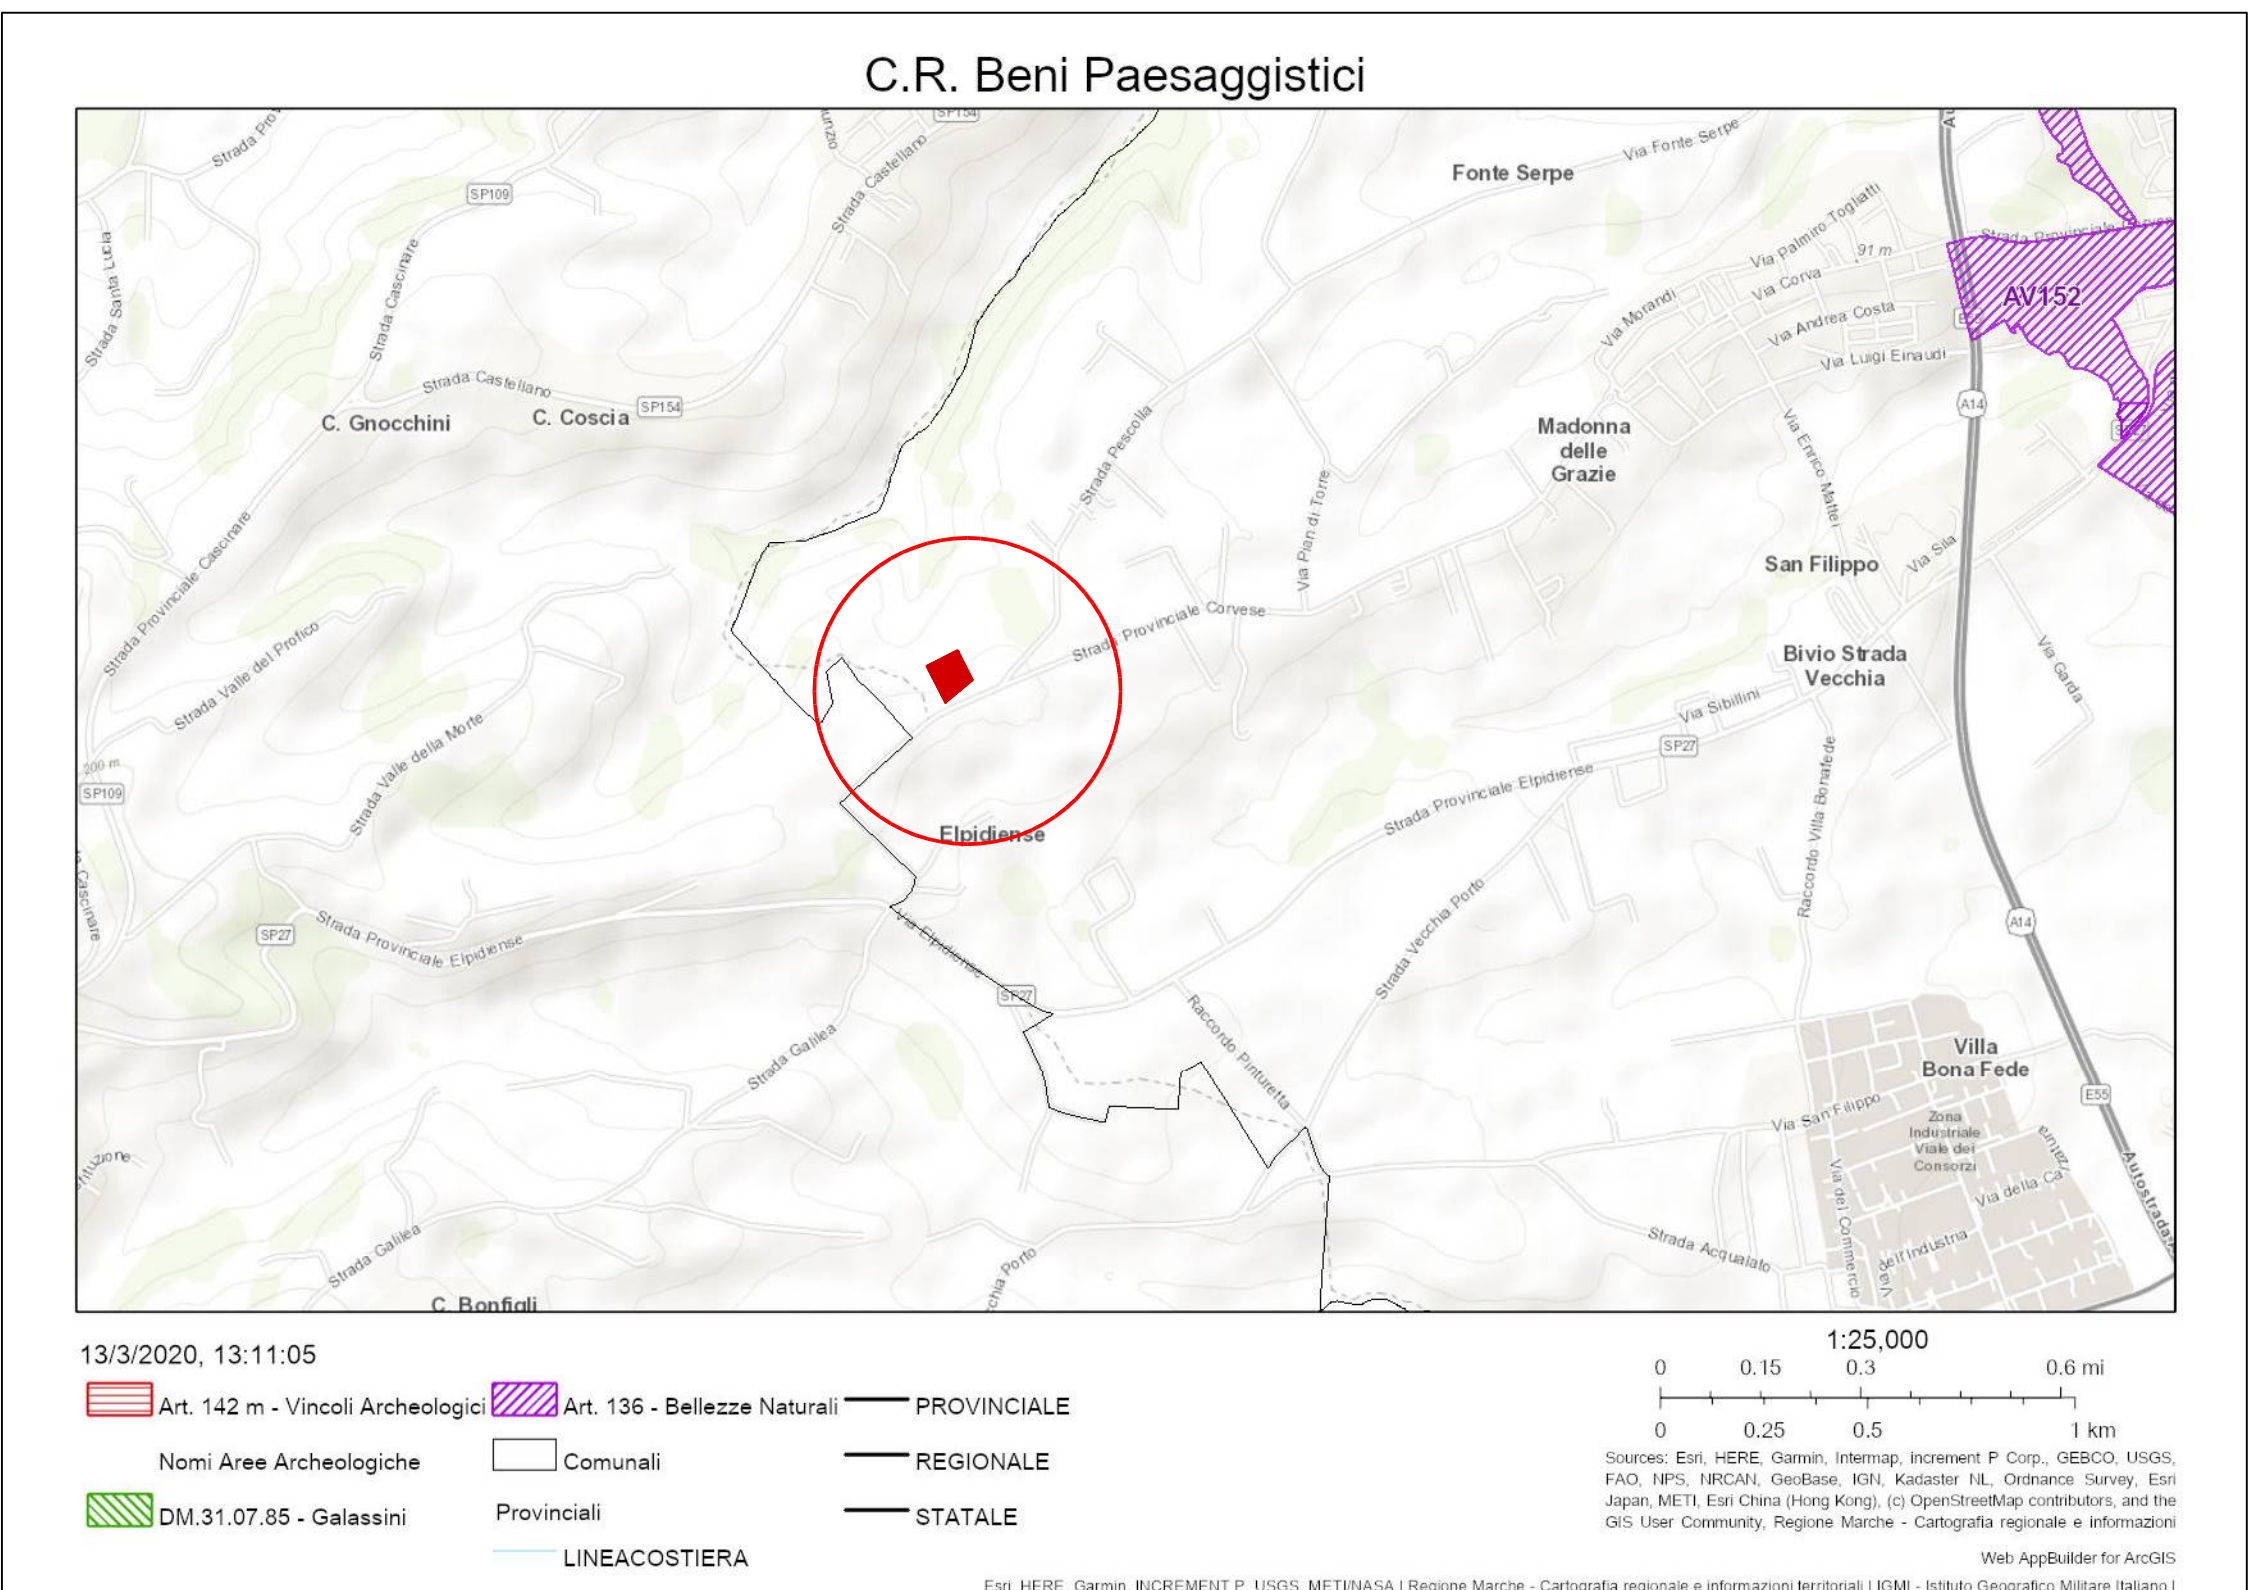 C.R. Beni Paesaggistici
SP154
Strada Castellano
Strada Pro
SP109
Via Fonte Serpe
Fonte Serpe
Via Palmiro Togliatti
91 m
Via Corva
Via Morandi
Via Andrea Costa
Via Luigi Einaudi
AV152
Strada Santa Lucia
Strada Cascinare
Strada Castellano
SP154
C. Gnocchini
C. Coscia
A14
Strada Pescolla
Madonna
delle
Grazie
Via Enrico Mattei
Via Pian di Torre
Strada Provinciale Cascinare
San Filippo
Via Sila
Strada Provinciale Corvese
Strada Valle del Profico
Bivio Strada
Vecchia
Via Garda
Via Sibillini
SP27
Strada Valle della Morte
200 m
SP109
Strada Provinciale Elpidiense
Raccordo Villa Bonafede
Elpidiense
Cascinare
SP27
Strada Provinciale Elpidiense
Via Elpidiense
Strada Vecchia Porto
A14
SP27
Raccordo Pinturetta
Strada Galilea
Villa
Bona Fede
E55
Via San Filippo
Zona
Industriale
Viale dei
Consorzi
Via della Ca
Via del Commercio
Autostrada
Strada Galilea
Strada Acqualato
dell'Industria
chia Porto
C. Bonfigli
13/3/2020, 13:11:05
Art. 142 m - Vincoli Archeologici
Nomi Aree Archeologiche
DM.31.07.85 - Galassini
Art. 136 - Bellezze Naturali
Comunali
Provinciali
LINEACOSTIERA
PROVINCIALE
REGIONALE
STATALE
1:25,000
0 0.15 0.3 0.6 mi
0 0.25 0.5 1 km
Sources: Esri, HERE, Garmin, Intermap, increment P Corp., GEBCO, USGS,
FAO, NPS, NRCAN, GeoBase, IGN, Kadaster NL, Ordnance Survey, Esri
Japan, METI, Esri China (Hong Kong), (c) OpenStreetMap contributors, and the
GIS User Community, Regione Marche - Cartografia regionale e informazioni
Web AppBuilder for ArcGIS
Esri, HERE, Garmin, INCREMENT P, USGS, METI/NASA | Regione Marche - Cartografia regionale e informazioni territoriali | IGMI - Istituto Geografico Militare Italiano |